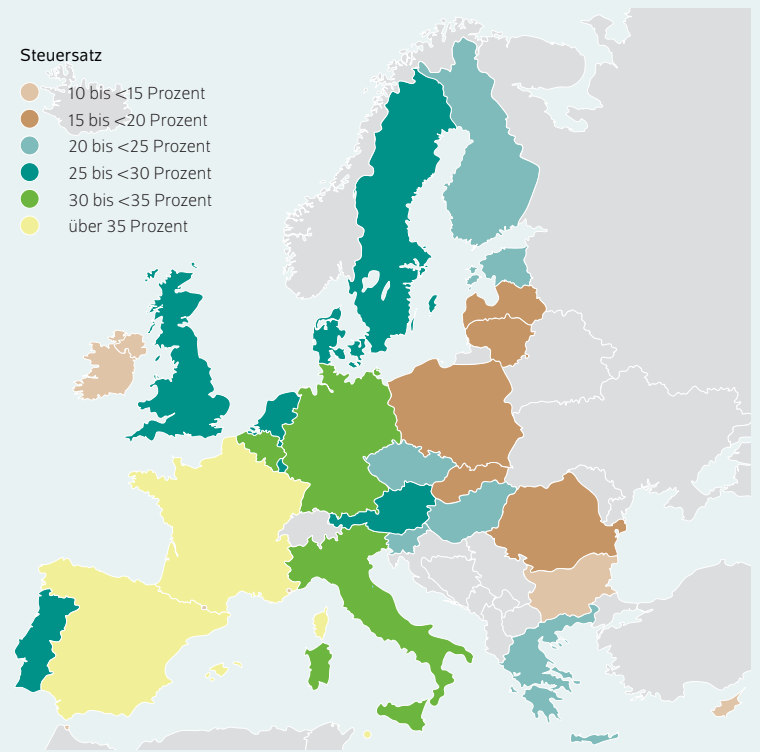 Steuersatz
10 bis <15 Prozent
15 bis <20 Prozent
20 bis <25 Prozent
25 bis <30 Prozent
30 bis <35 Prozent
über 35 Prozent